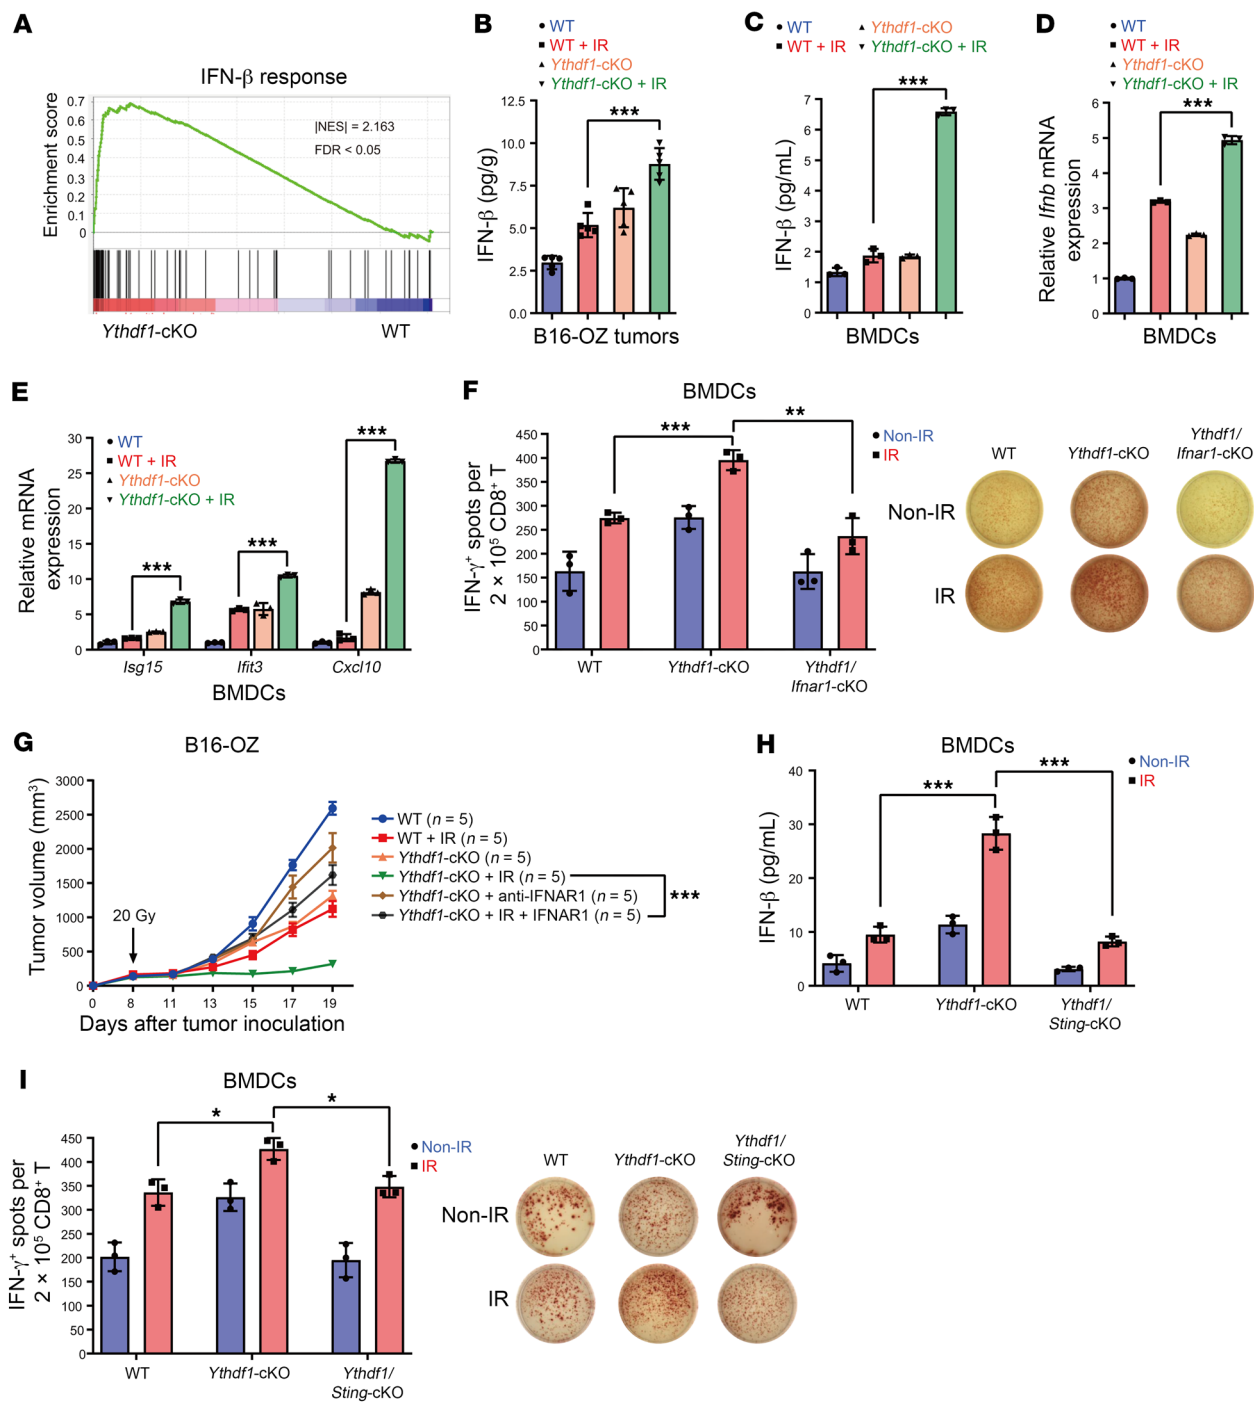 A
IFN-β response
Enrichment score
0.7
0.6
0.5
0.4
0.3
0.2
0.1
0
|NES| = 2.163
FDR < 0.05
Ythdf1-cKO
WT
B
WT
WT + IR
Ythdf1-cKO
Ythdf1-cKO + IR
***
IFN-β (pg/g)
12.5
10.0
7.5
5.0
2.5
0.0
B16-OZ tumors
C
WT
WT + IR
Ythdf1-cKO
Ythdf1-cKO + IR
***
IFN-β (pg/mL)
7
6
5
4
3
2
1
0
BMDCs
D
WT
WT + IR
Ythdf1-cKO
Ythdf1-cKO + IR
***
Relative Ifnb mRNA
expression
6
5
4
3
2
1
0
BMDCs
E
Relative mRNA
expression
30
25
20
15
10
5
0
WT
WT + IR
Ythdf1-cKO
Ythdf1-cKO + IR
***
***
***
Isg15
Ifit3
Cxcl10
BMDCs
F
BMDCs
***
**
Non-IR
IR
IFN-γ+ spots per
2 × 10⁵ CD8+ T
450
400
350
300
250
200
150
100
50
0
WT
Ythdf1-cKO
Ythdf1/
Ifnar1-cKO
WT
Ythdf1-cKO
Ythdf1/
Ifnar1-cKO
Non-IR
IR
G
B16-OZ
Tumor volume (mm³)
3000
2500
2000
1500
1000
500
0
20 Gy
0 8 11 13 15 17 19
Days after tumor inoculation
WT (n = 5)
WT + IR (n = 5)
Ythdf1-cKO (n = 5)
Ythdf1-cKO + IR (n = 5)
Ythdf1-cKO + anti-IFNAR1 (n = 5)
Ythdf1-cKO + IR + IFNAR1 (n = 5)
***
H
BMDCs
***
***
Non-IR
IR
IFN-β (pg/mL)
40
30
20
10
0
WT
Ythdf1-cKO
Ythdf1/
Sting-cKO
I
BMDCs
*
*
Non-IR
IR
IFN-γ+ spots per
2 × 10⁵ CD8+ T
450
400
350
300
250
200
150
100
50
0
WT
Ythdf1-cKO
Ythdf1/
Sting-cKO
WT
Ythdf1-cKO
Ythdf1/
Sting-cKO
Non-IR
IR